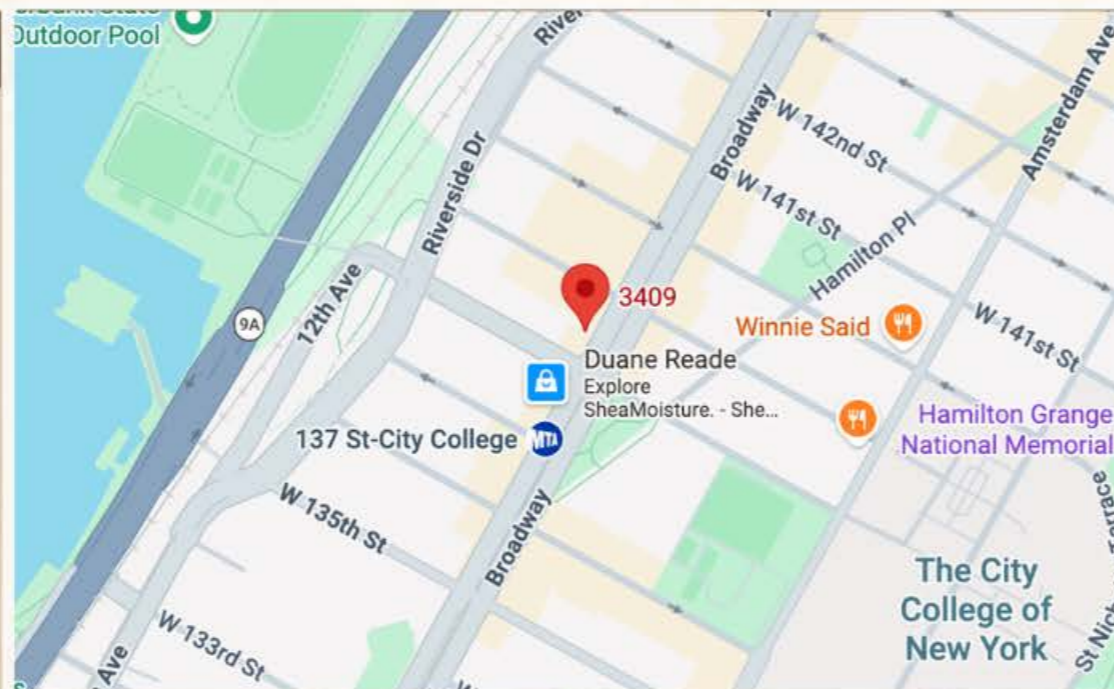 Outdoor Pool
Riverside Dr
Broadway
W 142nd St
Amsterdam Ave
W 141st St
Hamilton Pl
9A
12th Ave
3409
Winnie Said
W 141st St
Duane Reade
Explore
SheaMoisture. - She...
137 St-City College
MTA
Hamilton Grange
National Memorial
W 135th St
Broadway
The City
College of
New York
St Nich
W 133rd St
Ave